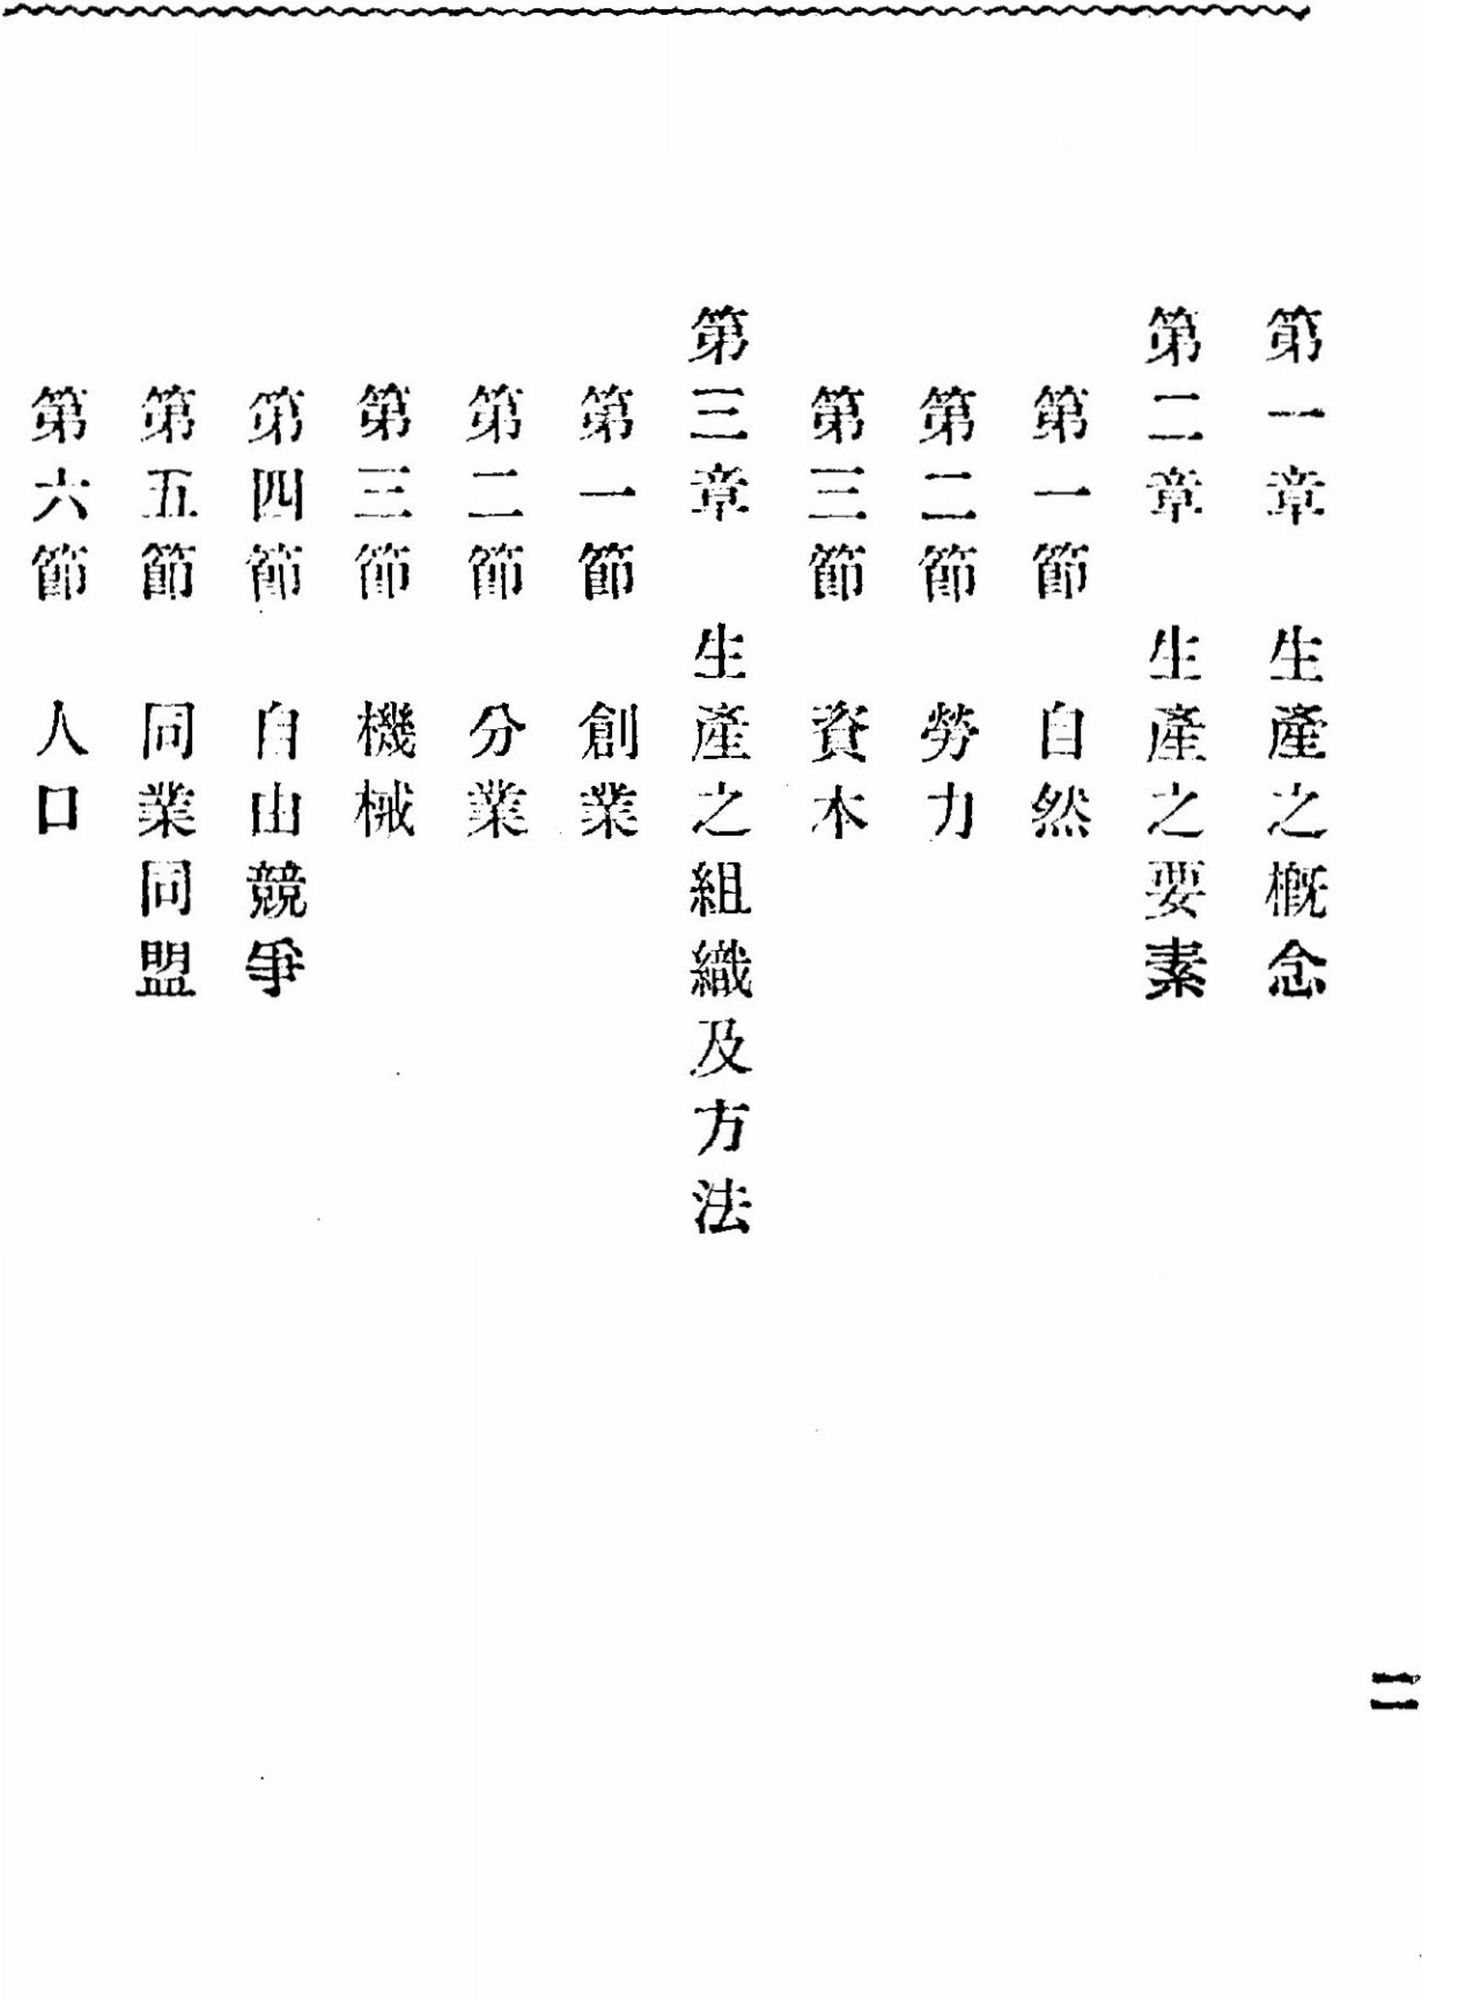 二
第一章　生產之概念
第二章　生產之要素
第一節　自然
第二節　勞力
第三節　資本
第三章　生產之組織及方法
第一節　創業
第二節　分業
第三節　機械
第四節　自由競爭
第五節　同業同盟
第六節　人口